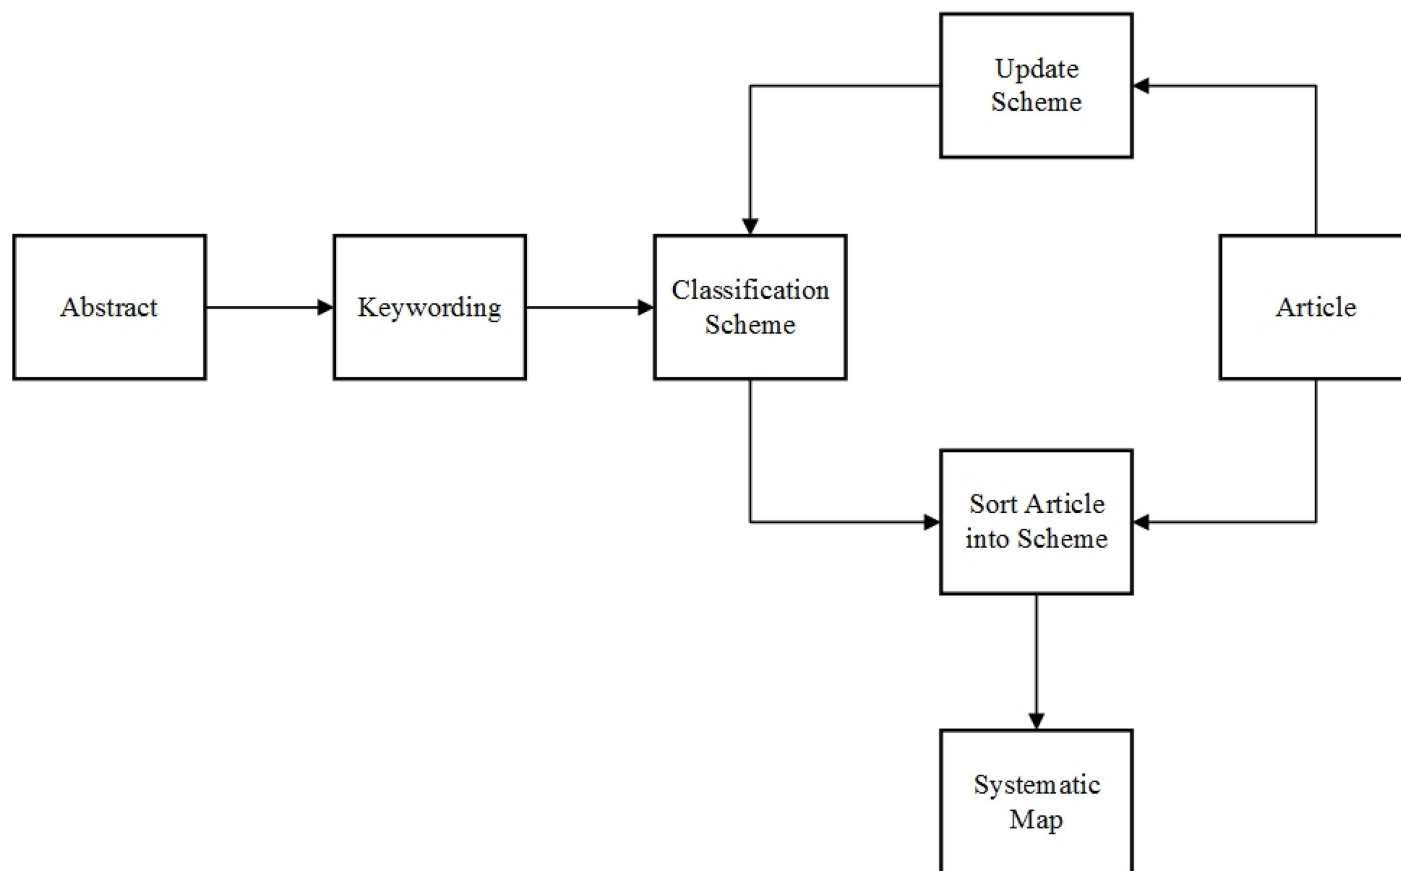 Update
Scheme
Abstract
Keywording
Classification
Scheme
Article
Sort Article
into Scheme
Systematic
Map